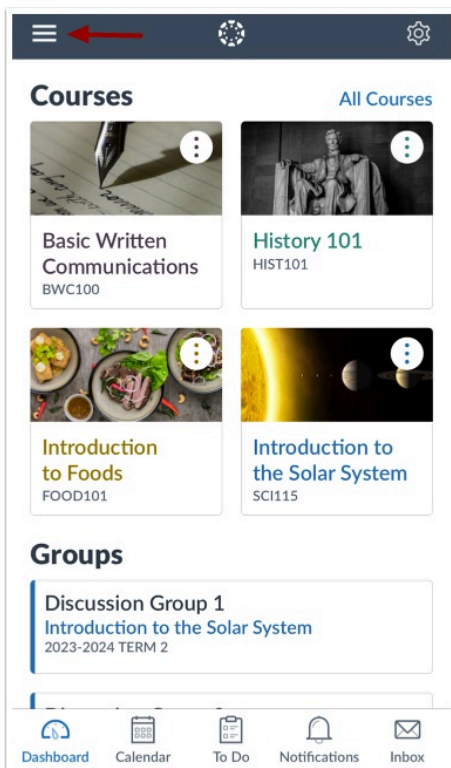 Courses
All Courses
Basic Written
Communications
BWC100
History 101
HIST101
Introduction
to Foods
FOOD101
Introduction to
the Solar System
SCI115
Groups
Discussion Group 1
Introduction to the Solar System
2023-2024 TERM 2
Dashboard
Calendar
To Do
Notifications
Inbox